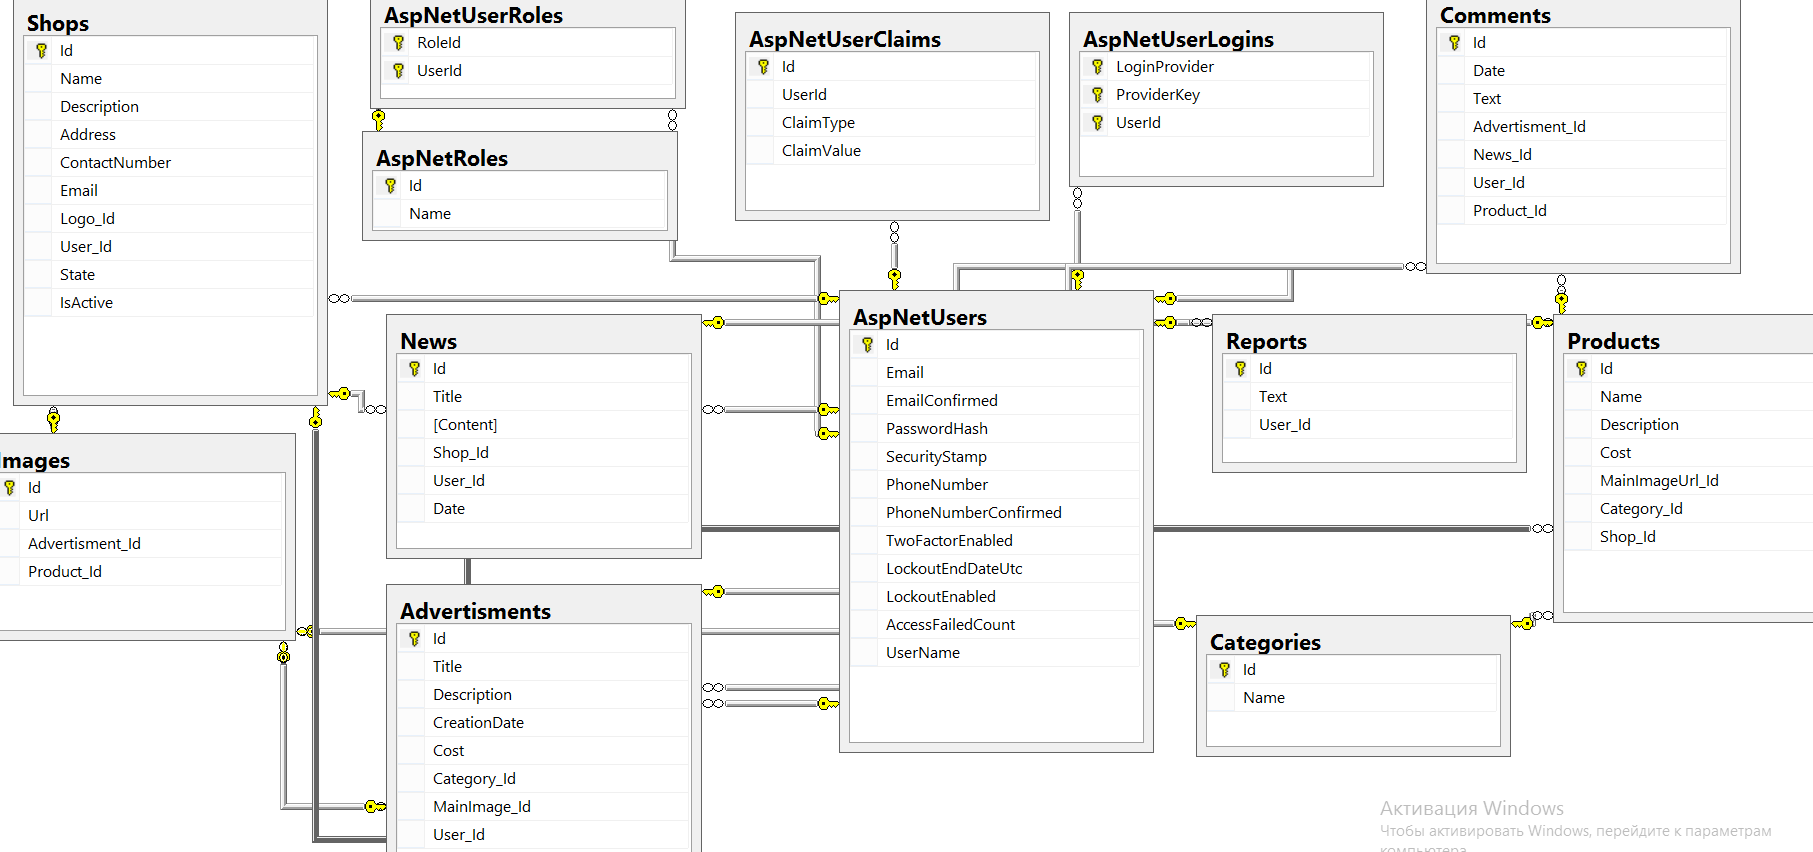 Shops
Id
Name
Description
Address
ContactNumber
Email
Logo_Id
User_Id
State
IsActive
AspNetUserRoles
RoleId
UserId
AspNetRoles
Id
Name
AspNetUserClaims
Id
UserId
ClaimType
ClaimValue
AspNetUserLogins
LoginProvider
ProviderKey
UserId
Comments
Id
Date
Text
Advertisment_Id
News_Id
User_Id
Product_Id
News
Id
Title
[Content]
Shop_Id
User_Id
Date
AspNetUsers
Id
Email
EmailConfirmed
PasswordHash
SecurityStamp
PhoneNumber
PhoneNumberConfirmed
TwoFactorEnabled
LockoutEndDateUtc
LockoutEnabled
AccessFailedCount
UserName
Reports
Id
Text
User_Id
Products
Id
Name
Description
Cost
MainImageUrl_Id
Category_Id
Shop_Id
Images
Id
Url
Advertisment_Id
Product_Id
Advertisments
Id
Title
Description
CreationDate
Cost
Category_Id
MainImage_Id
User_Id
Categories
Id
Name
Активация Windows
Чтобы активировать Windows, перейдите к параметрам
компьютера